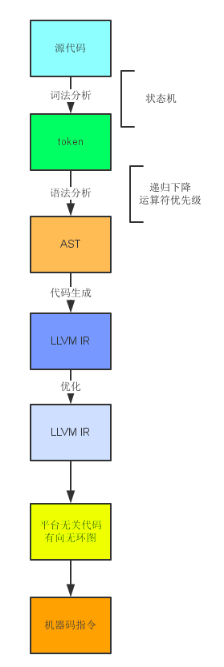 源代码
词法分析
状态机
token
语法分析
递归下降
运算符优先级
AST
代码生成
LLVM IR
优化
LLVM IR
平台无关代码
有向无环图
机器码指令